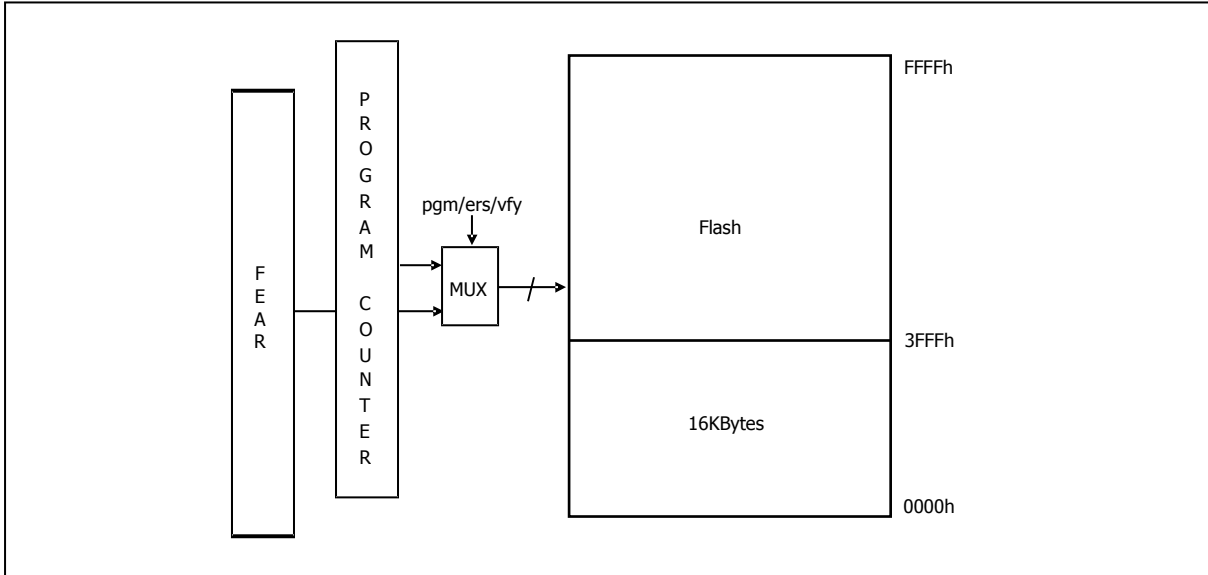 FEAR
PROGRAM COUNTER
pgm/ers/vfy
MUX
FFFFh
Flash
3FFFh
16KBytes
0000h